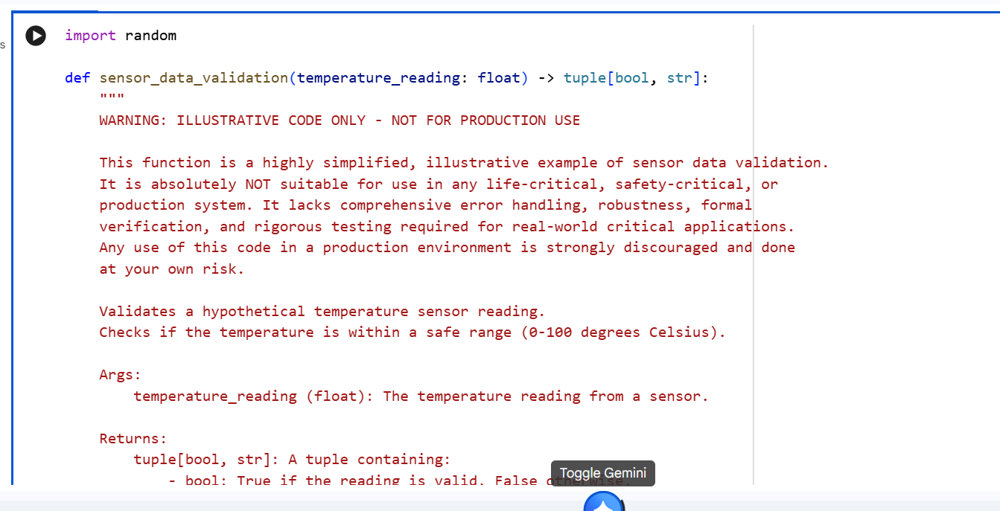 s
import random
def sensor_data_validation(temperature_reading: float) -> tuple[bool, str]:
"""
WARNING: ILLUSTRATIVE CODE ONLY - NOT FOR PRODUCTION USE
This function is a highly simplified, illustrative example of sensor data validation.
It is absolutely NOT suitable for use in any life-critical, safety-critical, or
production system. It lacks comprehensive error handling, robustness, formal
verification, and rigorous testing required for real-world critical applications.
Any use of this code in a production environment is strongly discouraged and done
at your own risk.
Validates a hypothetical temperature sensor reading.
Checks if the temperature is within a safe range (0-100 degrees Celsius).
Args:
temperature_reading (float): The temperature reading from a sensor.
Returns:
tuple[bool, str]: A tuple containing:
- bool: True if the reading is valid, False otherwise.
Toggle Gemini